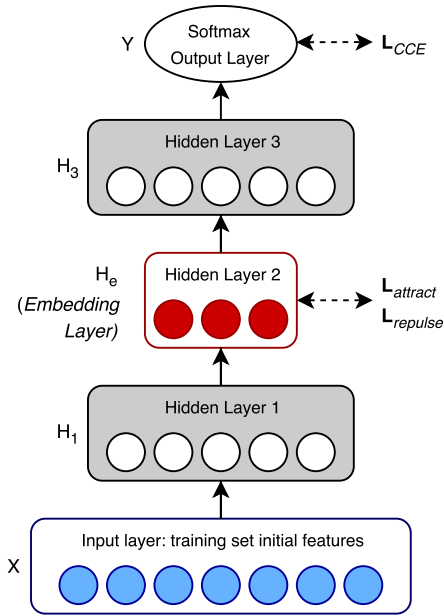 Softmax
Output Layer
Y
L_CCE
Hidden Layer 3
H_3
Hidden Layer 2
H_e
(Embedding
Layer)
L_attract
L_repulse
Hidden Layer 1
H_1
Input layer: training set initial features
X